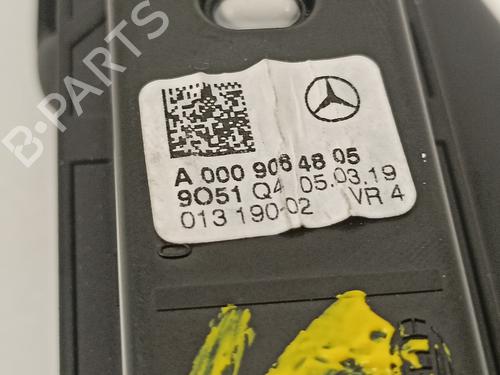 B-PARTS
A 000 906 48 05
9O51 Q4 05.03.19
013 190-02 VR 4